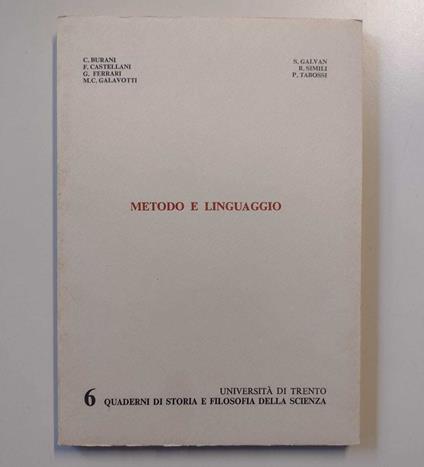 C. BURANI
F. CASTELLANI
G. FERRARI
M.C. GALAVOTTI
S. GALVAN
R. SIMILI
P. TABOSSI
METODO E LINGUAGGIO
UNIVERSITÀ DI TRENTO
6 QUADERNI DI STORIA E FILOSOFIA DELLA SCIENZA